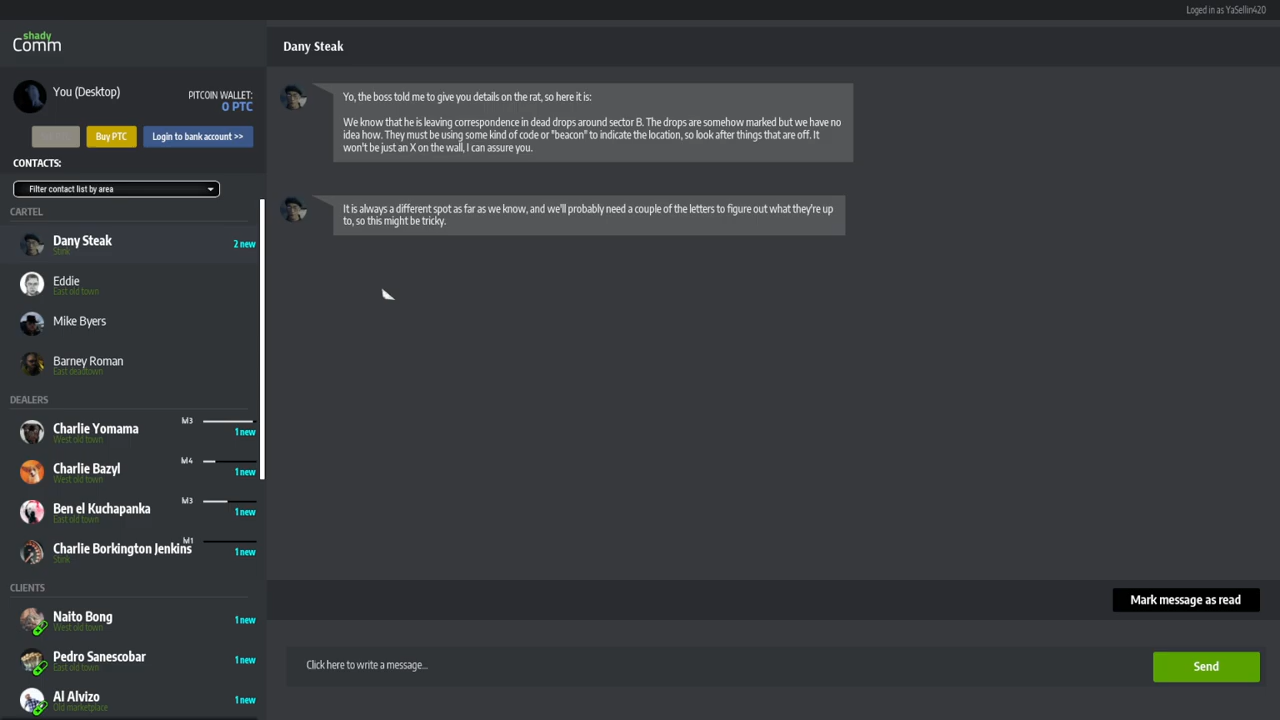 Loged in as YaSellin420
shady
Comm
Dany Steak
You (Desktop)
PITCOIN WALLET:
0 PTC
Buy PTC
Login to bank account >>
CONTACTS:
Filter contact list by area
CARTEL
Dany Steak
2 new
Stink
Eddie
East old town
Mike Byers
Barney Roman
East deadtown
DEALERS
Charlie Yomama
M3
1 new
West old town
Charlie Bazyl
M4
1 new
West old town
Ben el Kuchapanka
M3
1 new
East old town
Charlie Borkington Jenkins
M1
1 new
Stink
CLIENTS
Naito Bong
1 new
West old town
Pedro Sanescobar
1 new
East old town
Al Alvizo
1 new
Old marketplace
Yo, the boss told me to give you details on the rat, so here it is:
We know that he is leaving correspondence in dead drops around sector B. The drops are somehow marked but we have no
idea how. They must be using some kind of code or "beacon" to indicate the location, so look after things that are off. It
won't be just an X on the wall, I can assure you.
It is always a different spot as far as we know, and we'll probably need a couple of the letters to figure out what they're up
to, so this might be tricky.
Mark message as read
Click here to write a message...
Send